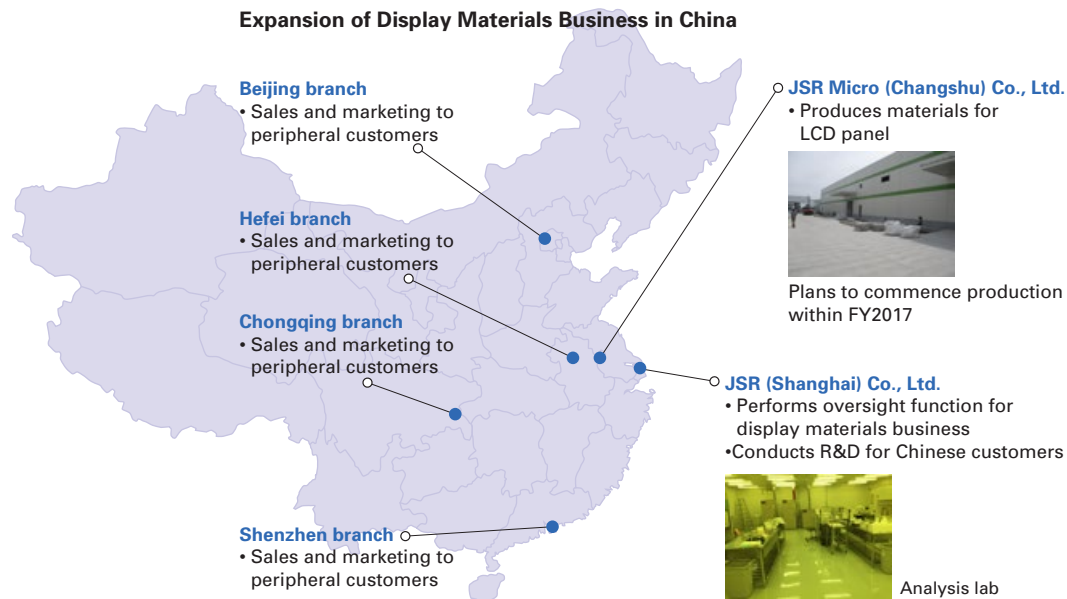 Expansion of Display Materials Business in China
Beijing branch
• Sales and marketing to
peripheral customers
Hefei branch
• Sales and marketing to
peripheral customers
Chongqing branch
• Sales and marketing to
peripheral customers
Shenzhen branch
• Sales and marketing to
peripheral customers
JSR Micro (Changshu) Co., Ltd.
• Produces materials for
LCD panel
Plans to commence production
within FY2017
JSR (Shanghai) Co., Ltd.
• Performs oversight function for
display materials business
•Conducts R&D for Chinese customers
Analysis lab